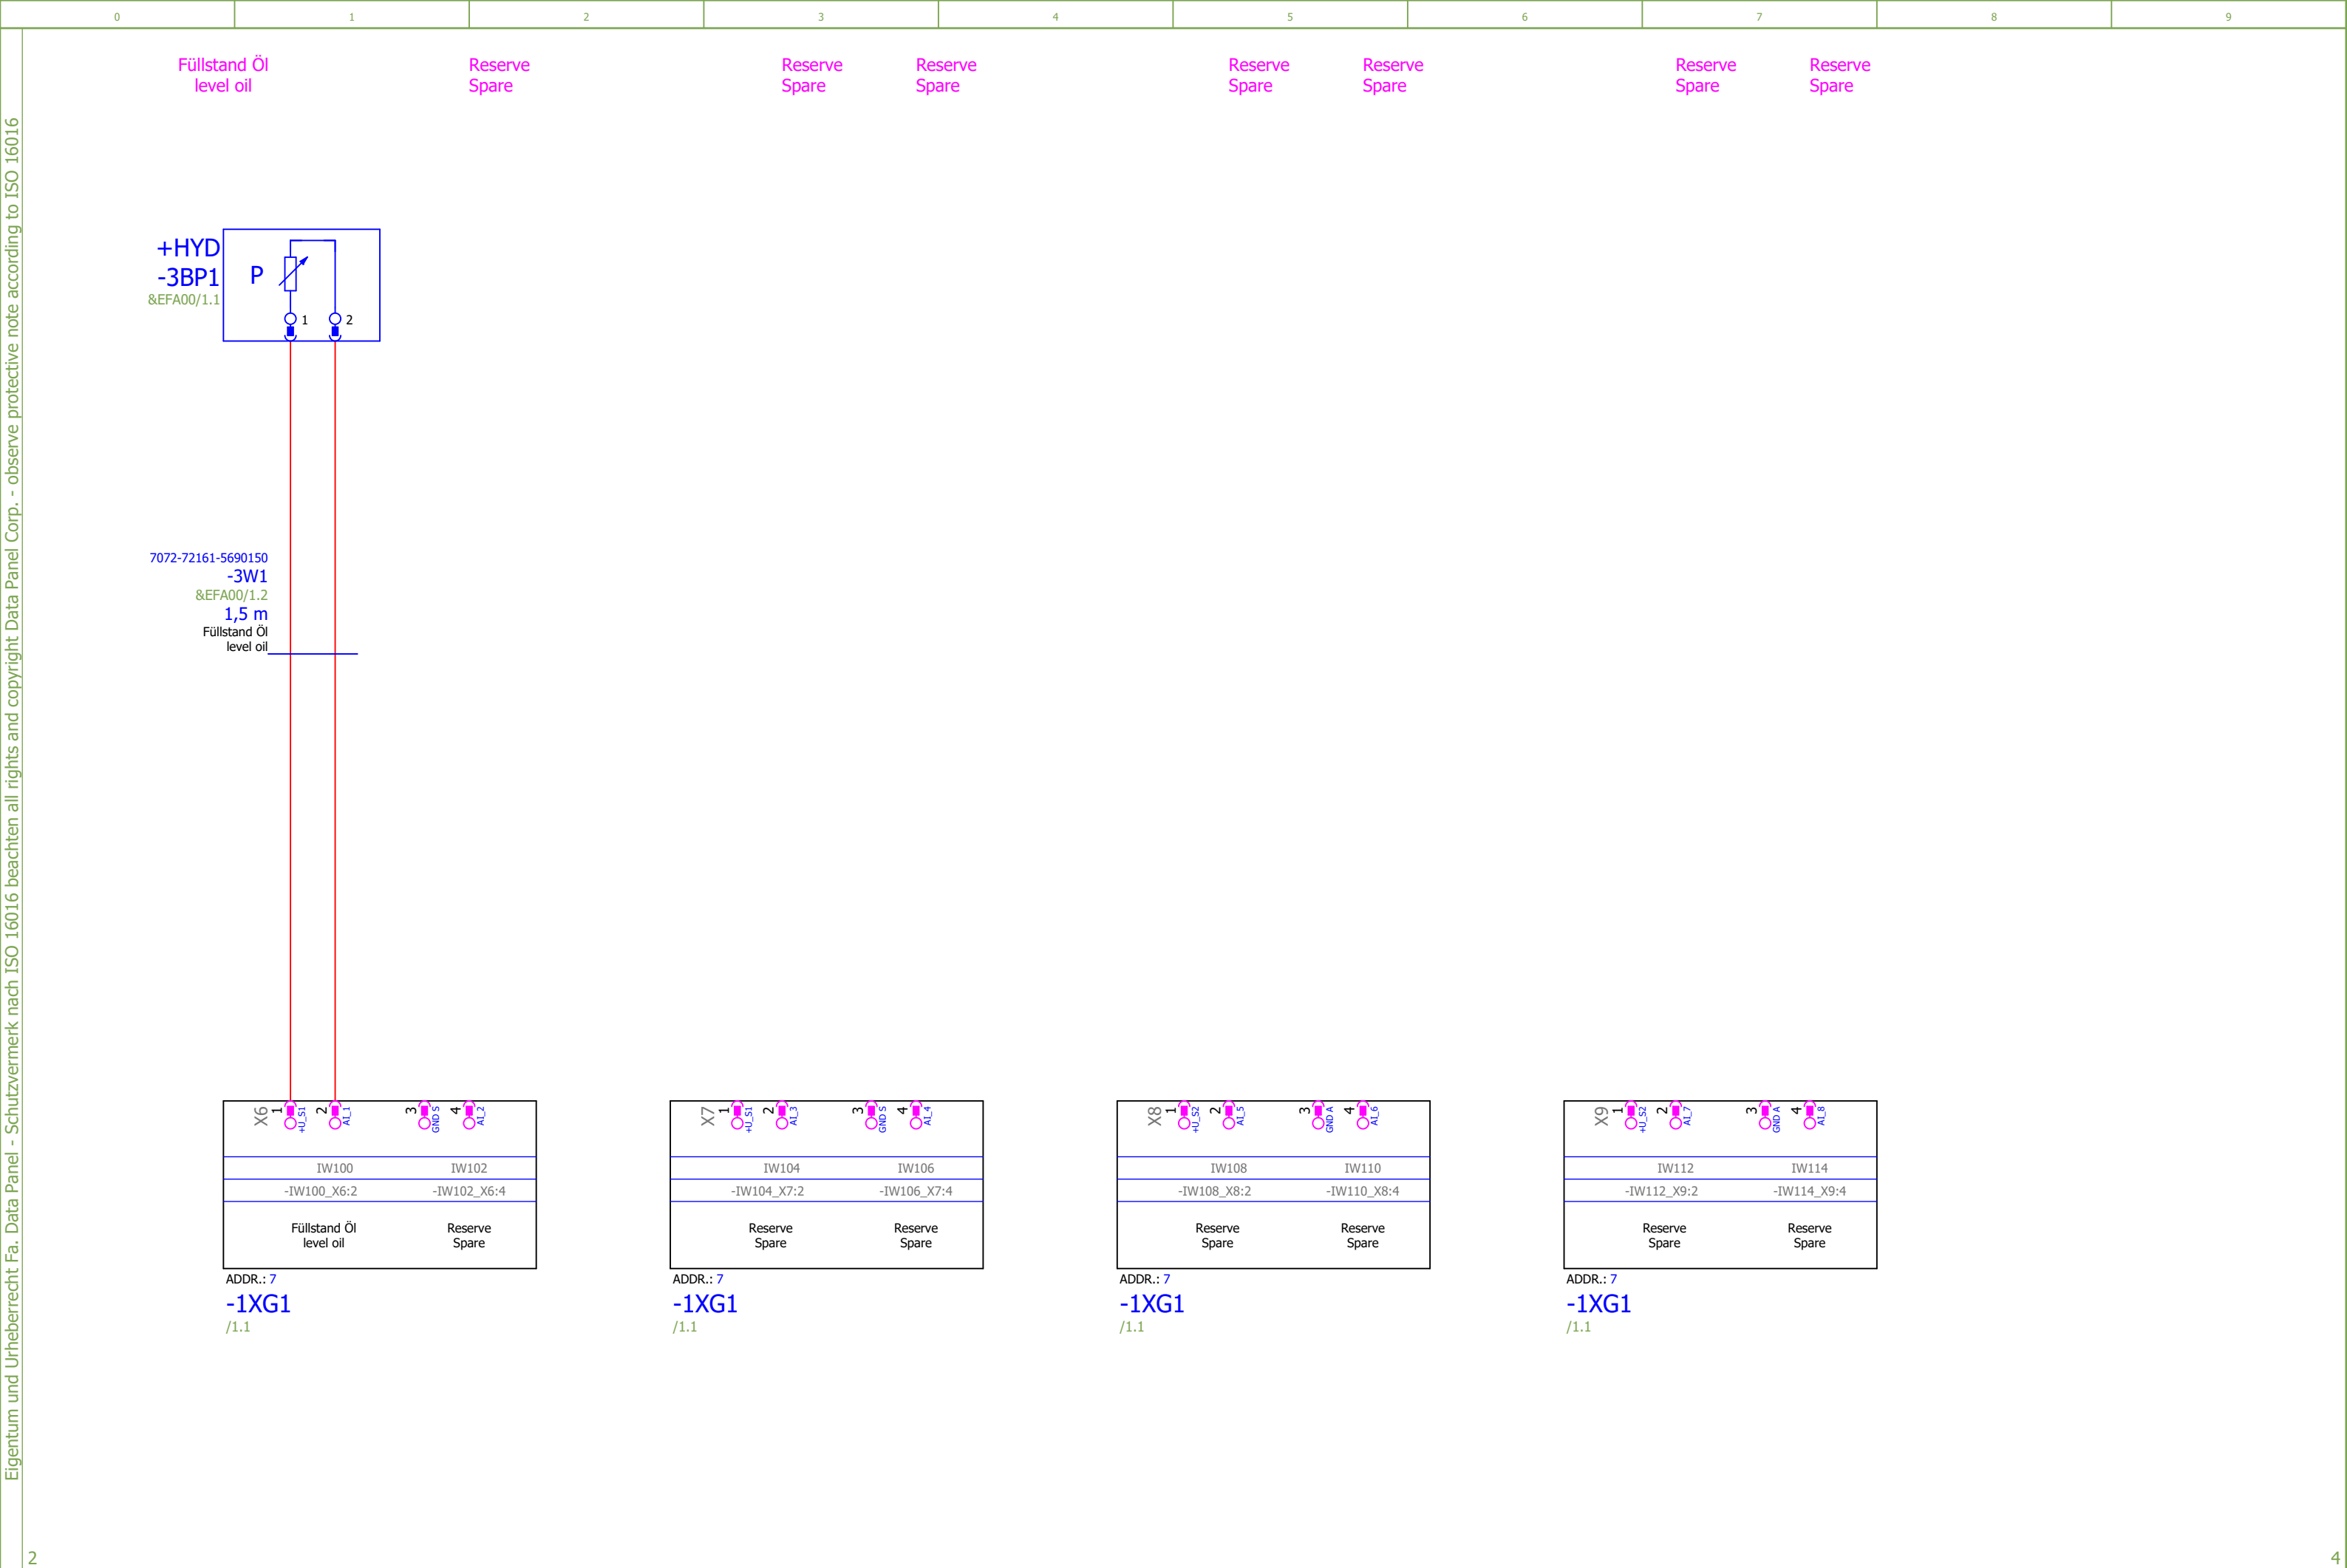 0 1 2 3 4 5 6 7 8 9
Füllstand Öl
level oil
Reserve
Spare
Reserve
Spare
Reserve
Spare
Reserve
Spare
Reserve
Spare
Reserve
Spare
Reserve
Spare
Eigentum und Urheberrecht Fa. Data Panel - Schutzvermerk nach ISO 16016 beachten all rights and copyright Data Panel Corp. - observe protective note according to ISO 16016
+HYD
-3BP1
&EFA00/1.1
P
1 2
7072-72161-5690150
-3W1
&EFA00/1.2
1,5 m
Füllstand Öl
level oil
X6 1 +U_S1 2 AI_1 3 GND S 4 AI_2
IW100 IW102
-IW100_X6:2 -IW102_X6:4
Füllstand Öl
level oil
Reserve
Spare
ADDR.: 7
-1XG1
/1.1
X7 1 +U_S1 2 AI_3 3 GND S 4 AI_4
IW104 IW106
-IW104_X7:2 -IW106_X7:4
Reserve
Spare
Reserve
Spare
ADDR.: 7
-1XG1
/1.1
X8 1 +U_S2 2 AI_5 3 GND A 4 AI_6
IW108 IW110
-IW108_X8:2 -IW110_X8:4
Reserve
Spare
Reserve
Spare
ADDR.: 7
-1XG1
/1.1
X9 1 +U_S2 2 AI_7 3 GND A 4 AI_8
IW112 IW114
-IW112_X9:2 -IW114_X9:4
Reserve
Spare
Reserve
Spare
ADDR.: 7
-1XG1
/1.1
2
4